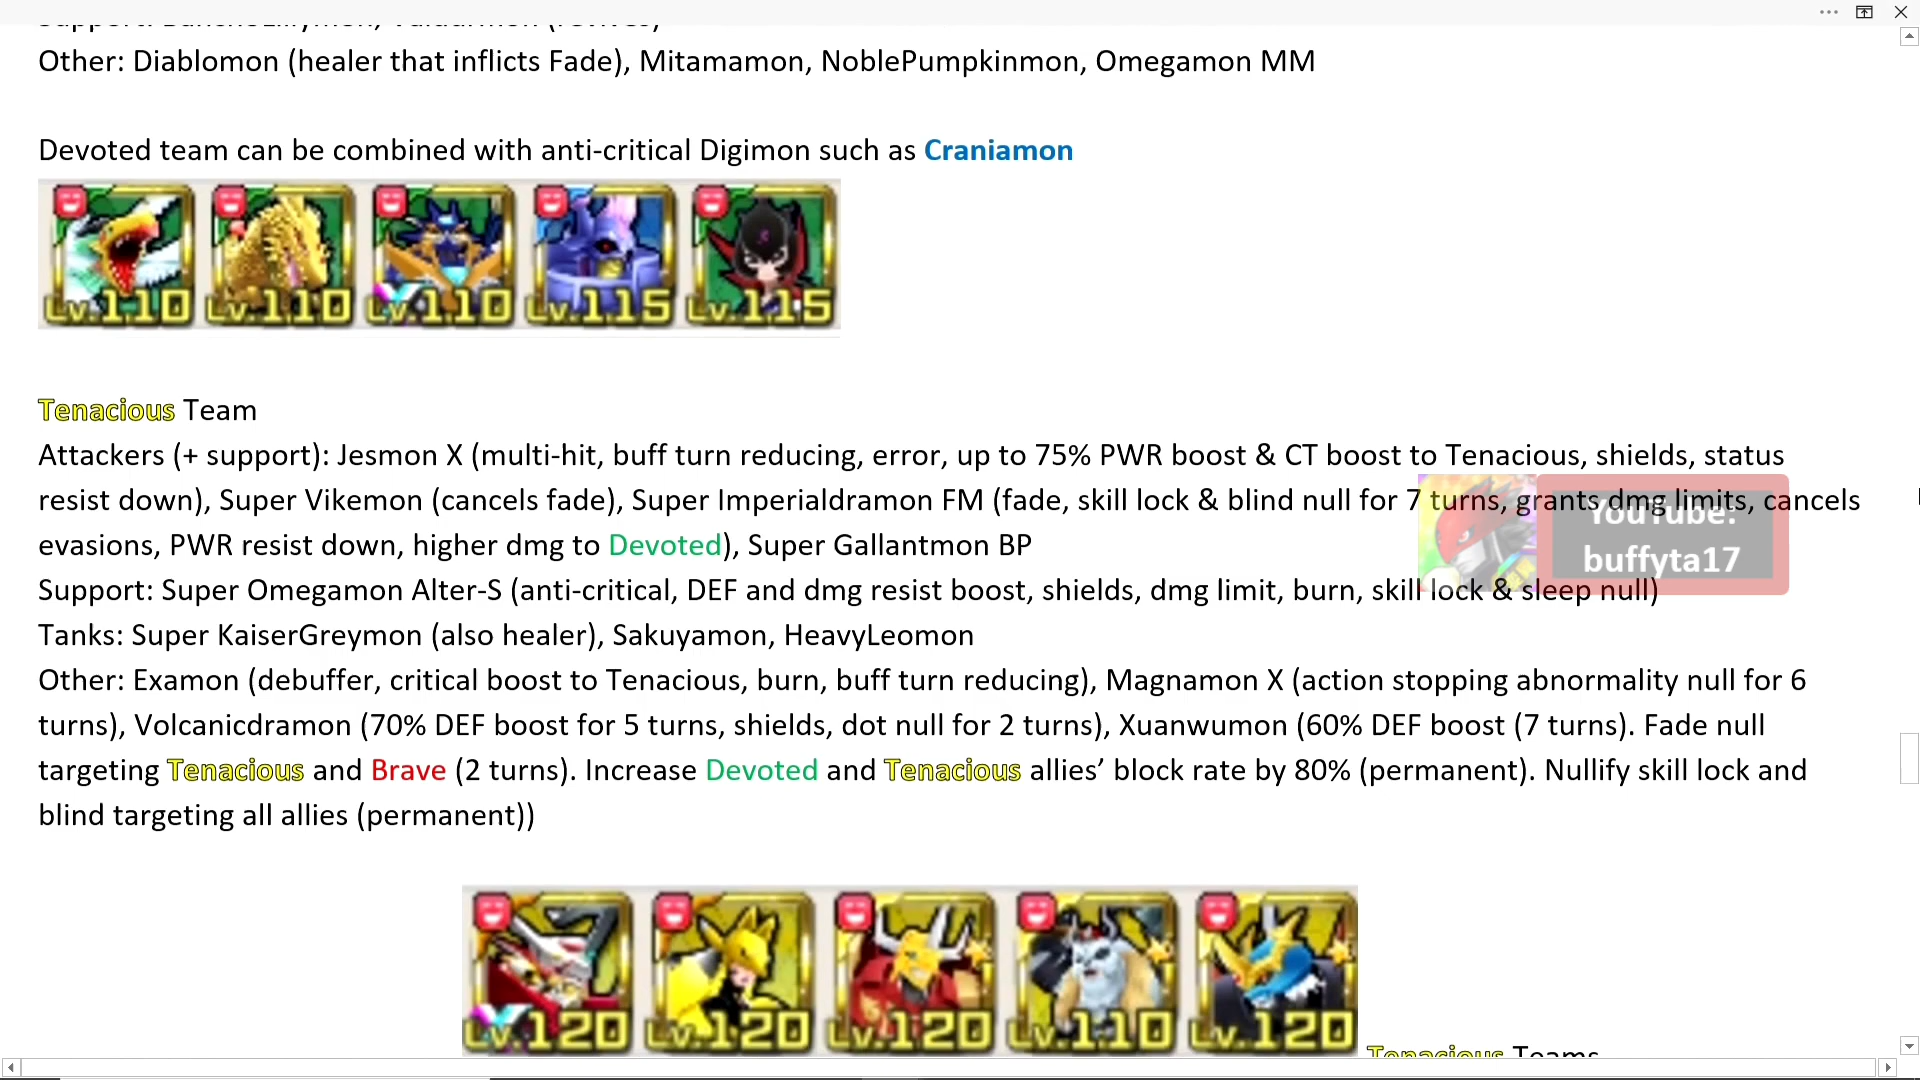 Other: Diablomon (healer that inflicts Fade), Mitamamon, NoblePumpkinmon, Omegamon MM
Devoted team can be combined with anti-critical Digimon such as Craniamon
Lv.110 Lv.110 Lv.110 Lv.115 Lv.115
Tenacious Team
Attackers (+ support): Jesmon X (multi-hit, buff turn reducing, error, up to 75% PWR boost & CT boost to Tenacious, shields, status
resist down), Super Vikemon (cancels fade), Super Imperialdramon FM (fade, skill lock & blind null for 7 turns, grants dmg limits, cancels
evasions, PWR resist down, higher dmg to Devoted), Super Gallantmon BP
YouTube:
buffyta17
Support: Super Omegamon Alter-S (anti-critical, DEF and dmg resist boost, shields, dmg limit, burn, skill lock & sleep null)
Tanks: Super KaiserGreymon (also healer), Sakuyamon, HeavyLeomon
Other: Examon (debuffer, critical boost to Tenacious, burn, buff turn reducing), Magnamon X (action stopping abnormality null for 6
turns), Volcanicdramon (70% DEF boost for 5 turns, shields, dot null for 2 turns), Xuanwumon (60% DEF boost (7 turns). Fade null
targeting Tenacious and Brave (2 turns). Increase Devoted and Tenacious allies’ block rate by 80% (permanent). Nullify skill lock and
blind targeting all allies (permanent))
Lv.120 Lv.120 Lv.120 Lv.110 Lv.120
Tenacious Teams